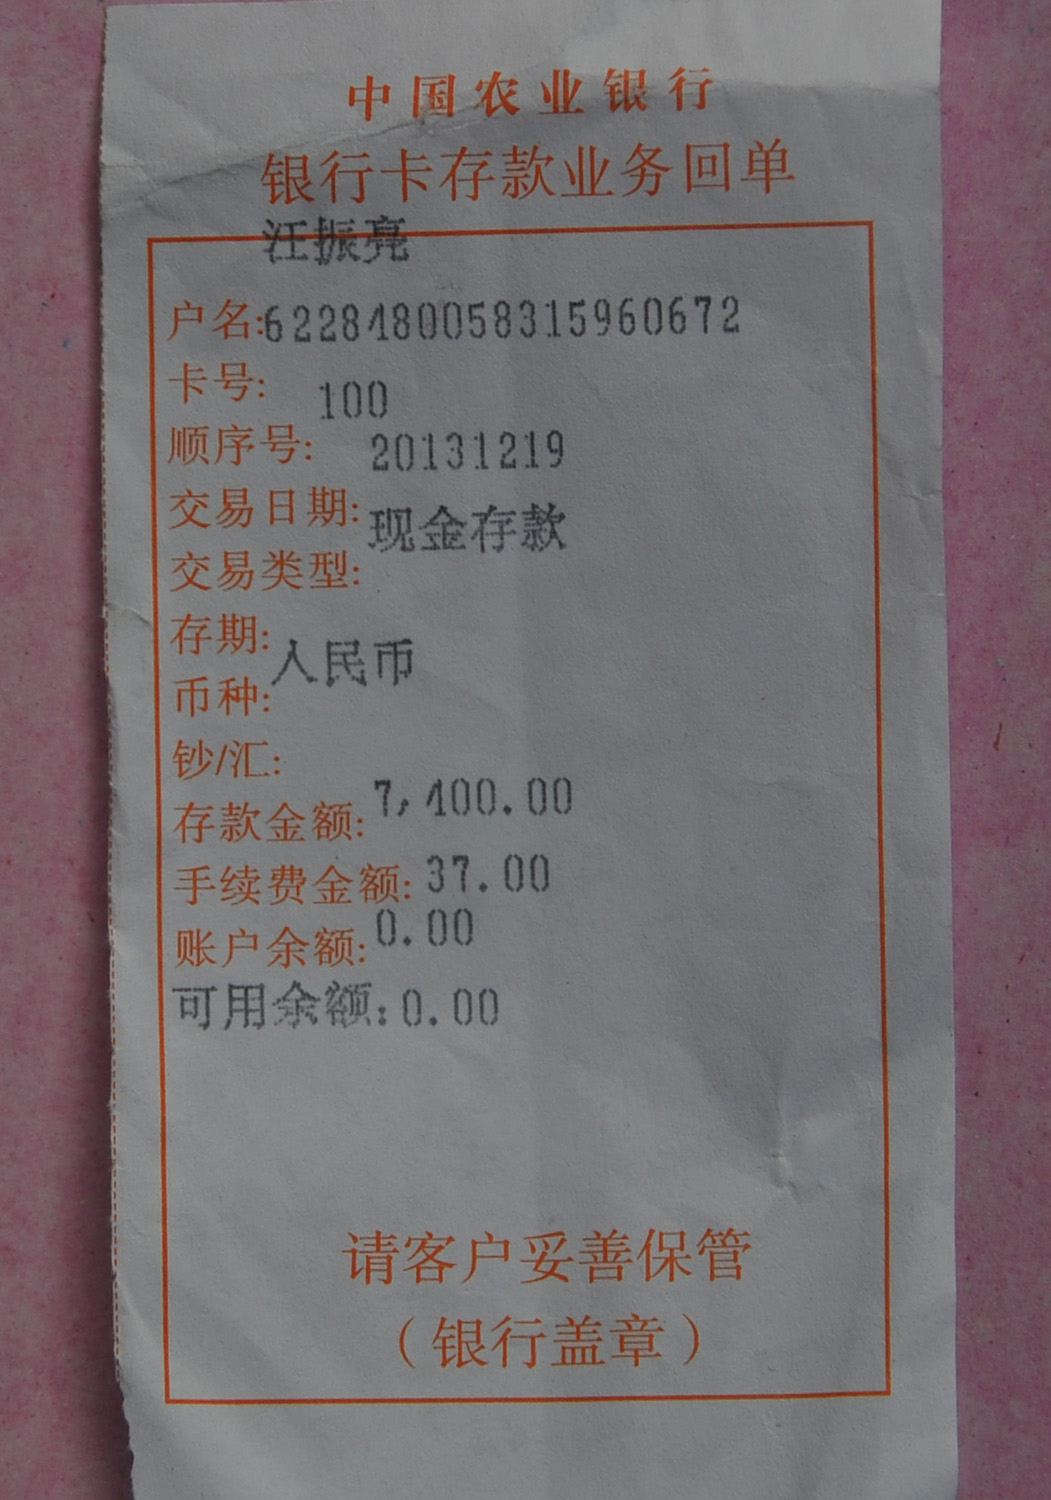 中国农业银行
银行卡存款业务回单
汪振亮
户名:6228480058315960672
卡号:
100
顺序号:
20131219
交易日期:
现金存款
交易类型:
存期:
人民币
币种:
钞/汇:
7,400.00
存款金额:
手续费金额:37.00
账户余额:0.00
可用余额:0.00
请客户妥善保管
（银行盖章）